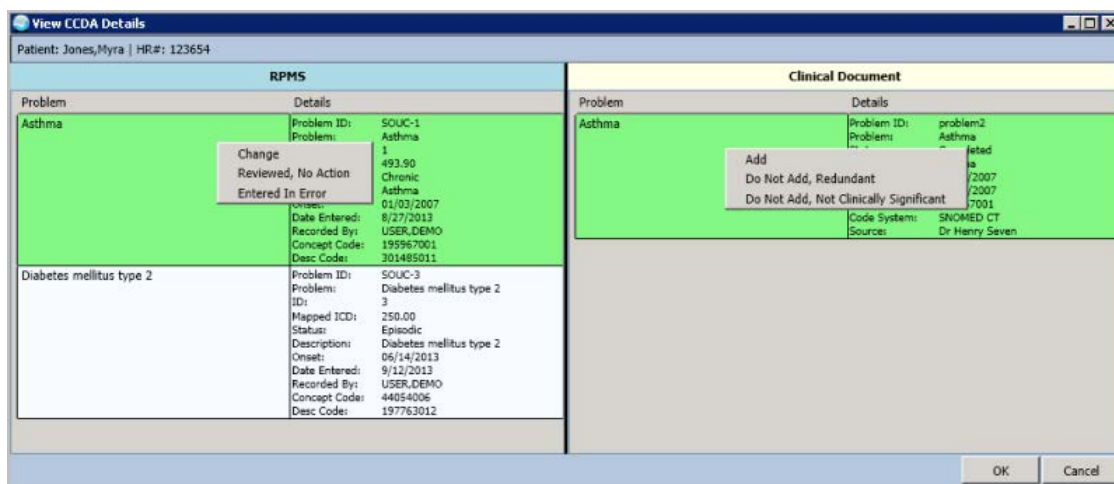 View CCDA Details
Patient: Jones,Myra | HR#: 123654
RPMS
Clinical Document
Problem Details
Problem Details
Asthma
Problem ID: SOUC-1
Problem: Asthma
1
493.90
Chronic
Asthma
Onset: 01/03/2007
Date Entered: 8/27/2013
Recorded By: USER,DEMO
Concept Code: 195967001
Desc Code: 301485011
Change
Reviewed, No Action
Entered In Error
Diabetes mellitus type 2
Problem ID: SOUC-3
Problem: Diabetes mellitus type 2
ID: 3
Mapped ICD: 250.00
Status: Episodic
Description: Diabetes mellitus type 2
Onset: 06/14/2013
Date Entered: 9/12/2013
Recorded By: USER,DEMO
Concept Code: 44054006
Desc Code: 197763012
Asthma
Problem ID: problem2
Problem: Asthma
/2007
/2007
7001
Code System: SNOMED CT
Source: Dr Henry Seven
Add
Do Not Add, Redundant
Do Not Add, Not Clinically Significant
OK Cancel